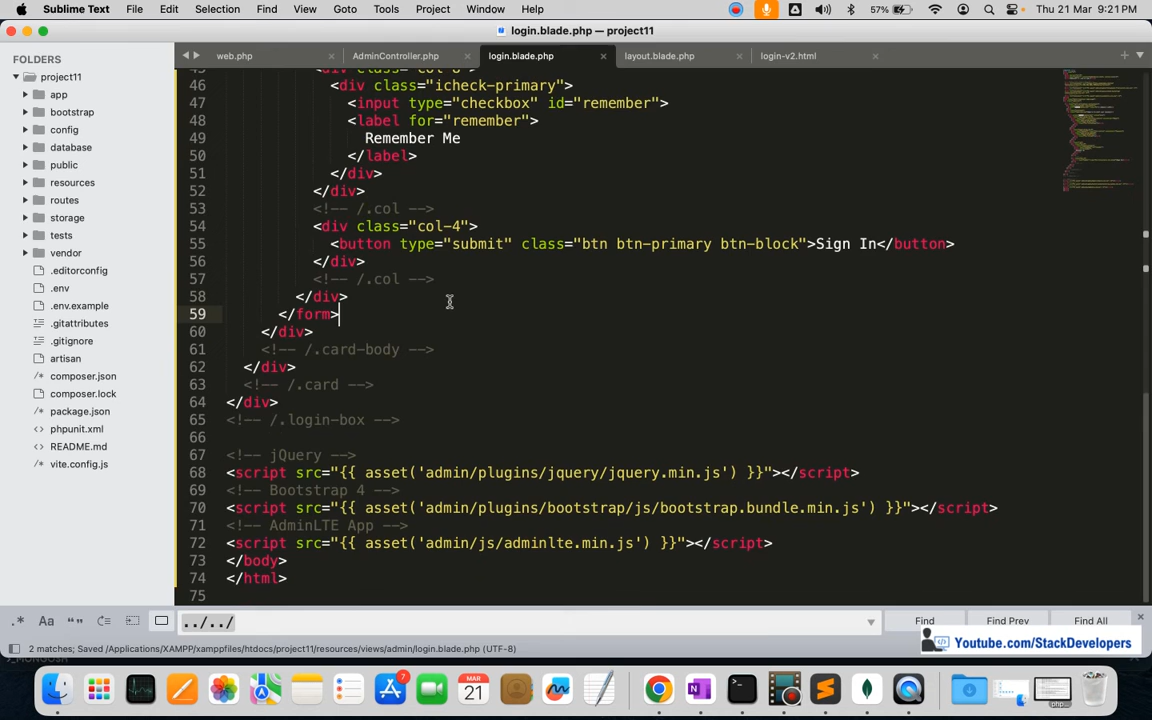 Sublime Text File Edit Selection Find View Goto Tools Project Window Help 57% Thu 21 Mar 9:21 PM
login.blade.php — project11
FOLDERS
project11
app
bootstrap
config
database
public
resources
routes
storage
tests
vendor
.editorconfig
.env
.env.example
.gitattributes
.gitignore
artisan
composer.json
composer.lock
package.json
phpunit.xml
README.md
vite.config.js
web.php AdminController.php login.blade.php layout.blade.php login-v2.html
45 <div class="col-8">
46 <div class="icheck-primary">
47 <input type="checkbox" id="remember">
48 <label for="remember">
49 Remember Me
50 </label>
51 </div>
52 </div>
53 <!-- /.col -->
54 <div class="col-4">
55 <button type="submit" class="btn btn-primary btn-block">Sign In</button>
56 </div>
57 <!-- /.col -->
58 </div>
59 </form>
60 </div>
61 <!-- /.card-body -->
62 </div>
63 <!-- /.card -->
64 </div>
65 <!-- /.login-box -->
66
67 <!-- jQuery -->
68 <script src="{{ asset('admin/plugins/jquery/jquery.min.js') }}"></script>
69 <!-- Bootstrap 4 -->
70 <script src="{{ asset('admin/plugins/bootstrap/js/bootstrap.bundle.min.js') }}"></script>
71 <!-- AdminLTE App -->
72 <script src="{{ asset('admin/js/adminlte.min.js') }}"></script>
73 </body>
74 </html>
75
.* Aa ../../ Find Find Prev Find All
2 matches; Saved /Applications/XAMPP/xamppfiles/htdocs/project11/resources/views/admin/login.blade.php (UTF-8)
Youtube.com/StackDevelopers
MAR
21
7
php